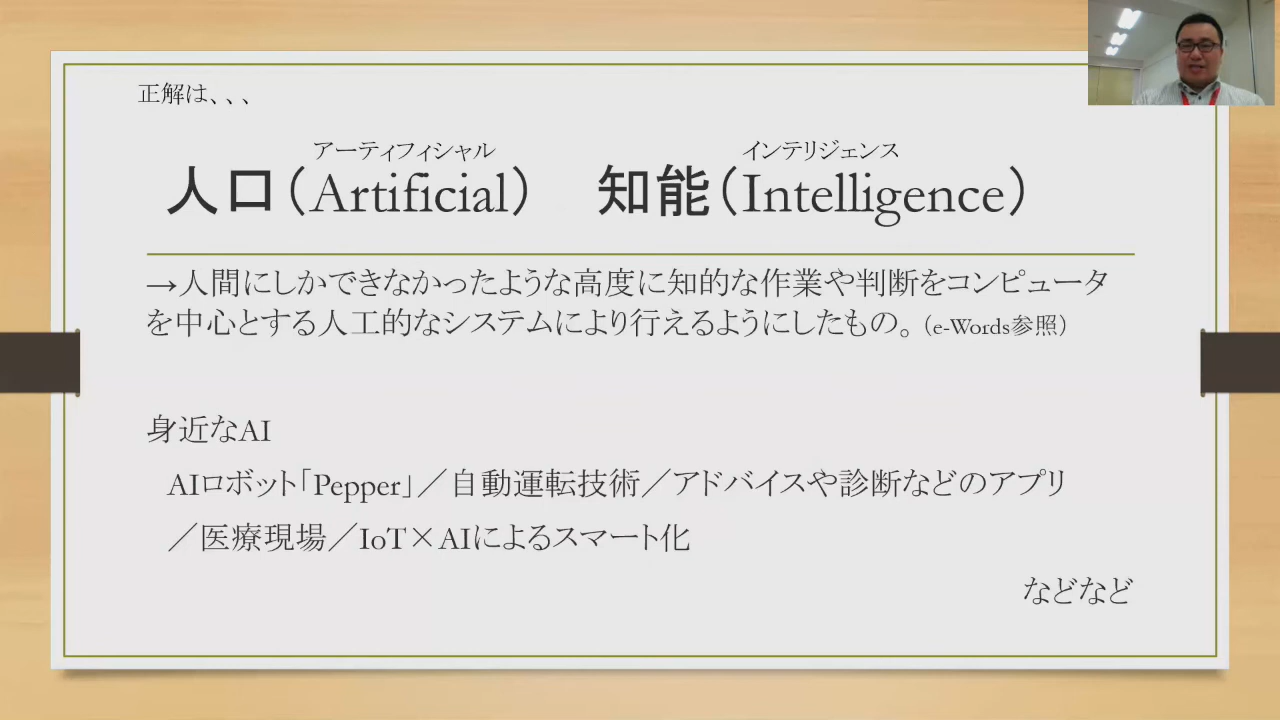 正解は、、、
アーティフィシャル インテリジェンス
人口（Artificial） 知能（Intelligence）
→人間にしかできなかったような高度に知的な作業や判断をコンピュータ
を中心とする人工的なシステムにより行えるようにしたもの。（e-Words参照）
身近なAI
AIロボット「Pepper」／自動運転技術／アドバイスや診断などのアプリ
／医療現場／IoT×AIによるスマート化
などなど